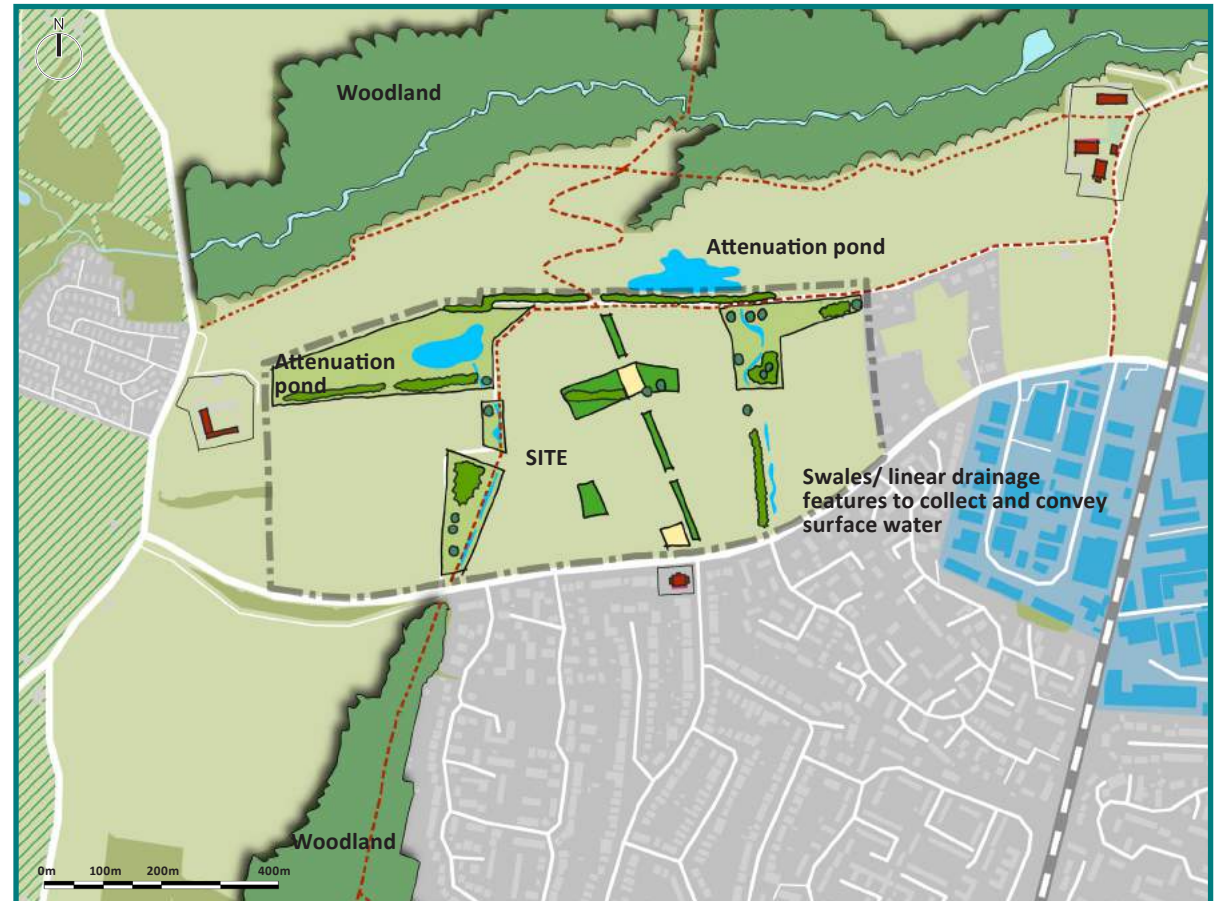 N
Woodland
Attenuation pond
Attenuation
pond
SITE
Swales/ linear drainage
features to collect and convey
surface water
Woodland
0m 100m 200m 400m